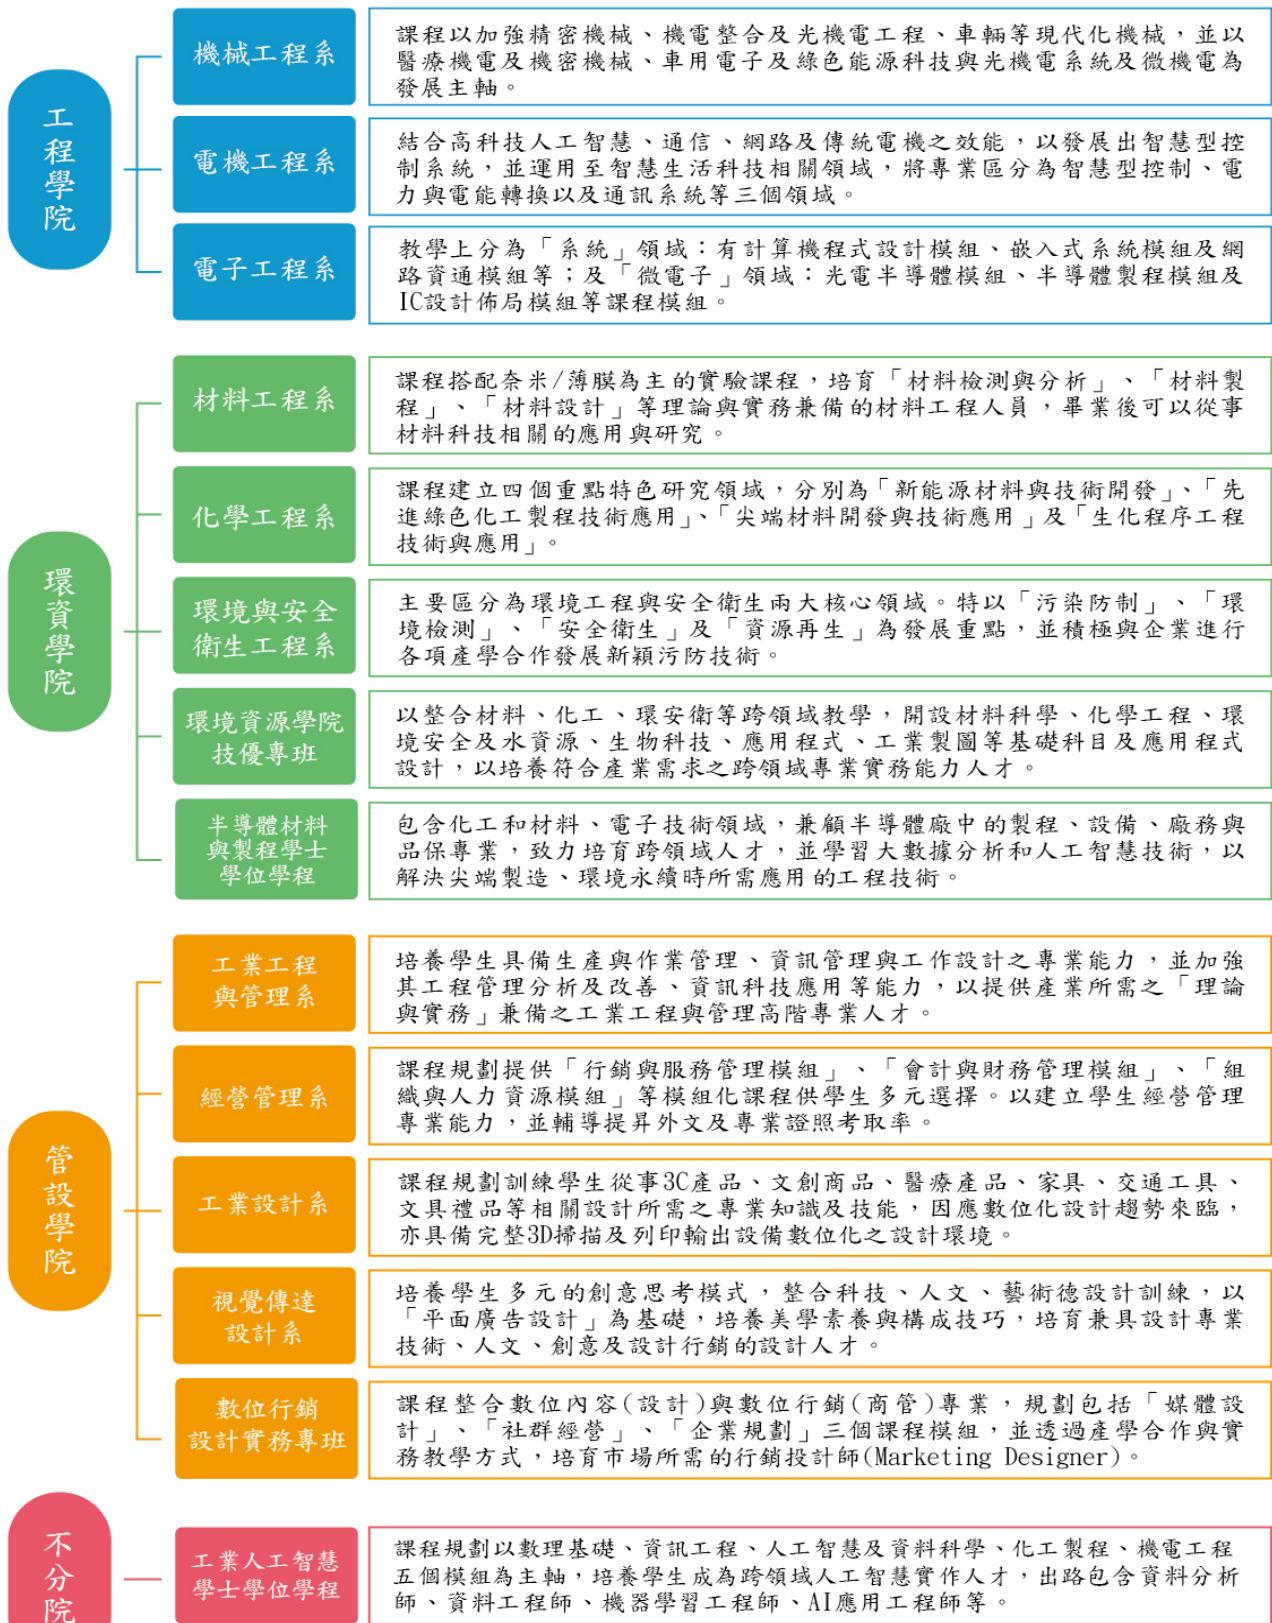 工程學院
機械工程系
課程以加強精密機械、機電整合及光機電工程、車輛等現代化機械，並以
醫療機電及機密機械、車用電子及綠色能源科技與光機電系統及微機電為
發展主軸。
電機工程系
結合高科技人工智慧、通信、網路及傳統電機之效能，以發展出智慧型控
制系統，並運用至智慧生活科技相關領域，將專業區分為智慧型控制、電
力與電能轉換以及通訊系統等三個領域。
電子工程系
教學上分為「系統」領域：有計算機程式設計模組、嵌入式系統模組及網
路資通模組等；及「微電子」領域：光電半導體模組、半導體製程模組及
IC設計佈局模組等課程模組。
環資學院
材料工程系
課程搭配奈米/薄膜為主的實驗課程，培育「材料檢測與分析」、「材料製
程」、「材料設計」等理論與實務兼備的材料工程人員，畢業後可以從事
材料科技相關的應用與研究。
化學工程系
課程建立四個重點特色研究領域，分別為「新能源材料與技術開發」、「先
進綠色化工製程技術應用」、「尖端材料開發與技術應用」及「生化程序工程
技術與應用」。
環境與安全
衛生工程系
主要區分為環境工程與安全衛生兩大核心領域。特以「污染防制」、「環
境檢測」、「安全衛生」及「資源再生」為發展重點，並積極與企業進行
各項產學合作發展新穎污防技術。
環境資源學院
技優專班
以整合材料、化工、環安衛等跨領域教學，開設材料科學、化學工程、環
境安全及水資源、生物科技、應用程式、工業製圖等基礎科目及應用程式
設計，以培養符合產業需求之跨領域專業實務能力人才。
半導體材料
與製程學士
學位學程
包含化工和材料、電子技術領域，兼顧半導體廠中的製程、設備、廠務與
品保專業，致力培育跨領域人才，並學習大數據分析和人工智慧技術，以
解決尖端製造、環境永續時所需應用的工程技術。
管設學院
工業工程
與管理系
培養學生具備生產與作業管理、資訊管理與工作設計之專業能力，並加強
其工程管理分析及改善、資訊科技應用等能力，以提供產業所需之「理論
與實務」兼備之工業工程與管理高階專業人才。
經營管理系
課程規劃提供「行銷與服務管理模組」、「會計與財務管理模組」、「組
織與人力資源模組」等模組化課程供學生多元選擇。以建立學生經營管理
專業能力，並輔導提昇外文及專業證照考取率。
工業設計系
課程規劃訓練學生從事3C產品、文創商品、醫療產品、家具、交通工具、
文具禮品等相關設計所需之專業知識及技能，因應數位化設計趨勢來臨，
亦具備完整3D掃描及列印輸出設備數位化之設計環境。
視覺傳達
設計系
培養學生多元的創意思考模式，整合科技、人文、藝術德設計訓練，以
「平面廣告設計」為基礎，培養美學素養與構成技巧，培育兼具設計專業
技術、人文、創意及設計行銷的設計人才。
數位行銷
設計實務專班
課程整合數位內容(設計)與數位行銷(商管)專業，規劃包括「媒體設
計」、「社群經營」、「企業規劃」三個課程模組，並透過產學合作與實
務教學方式，培育市場所需的行銷設計師(Marketing Designer)。
不分院
工業人工智慧
學士學位學程
課程規劃以數理基礎、資訊工程、人工智慧及資料科學、化工製程、機電工程
五個模組為主軸，培養學生成為跨領域人工智慧實作人才，出路包含資料分析
師、資料工程師、機器學習工程師、AI應用工程師等。